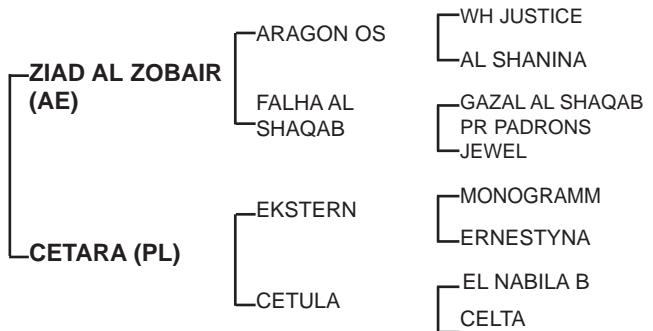 WH JUSTICE
ARAGON OS
ZIAD AL ZOBAIR
(AE)
AL SHANINA
FALHA AL
SHAQAB
GAZAL AL SHAQAB
PR PADRONS
JEWEL
MONOGRAMM
EKSTERN
ERNESTYNA
CETARA (PL)
EL NABILA B
CETULA
CELTA